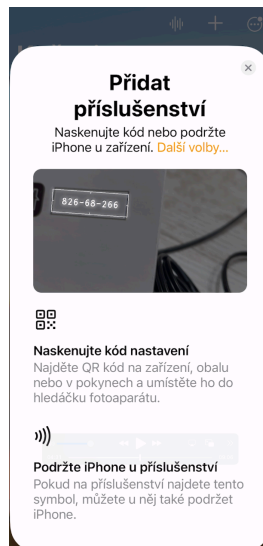 Přidat
příslušenství
Naskenujte kód nebo podržte
iPhone u zařízení. Další volby...
826-68-266
Naskenujte kód nastavení
Najděte QR kód na zařízení, obalu
nebo v pokynech a umístěte ho do
hledáčku fotoaparátu.
Podržte iPhone u příslušenství
Pokud na příslušenství najdete tento
symbol, můžete u něj také podržet
iPhone.